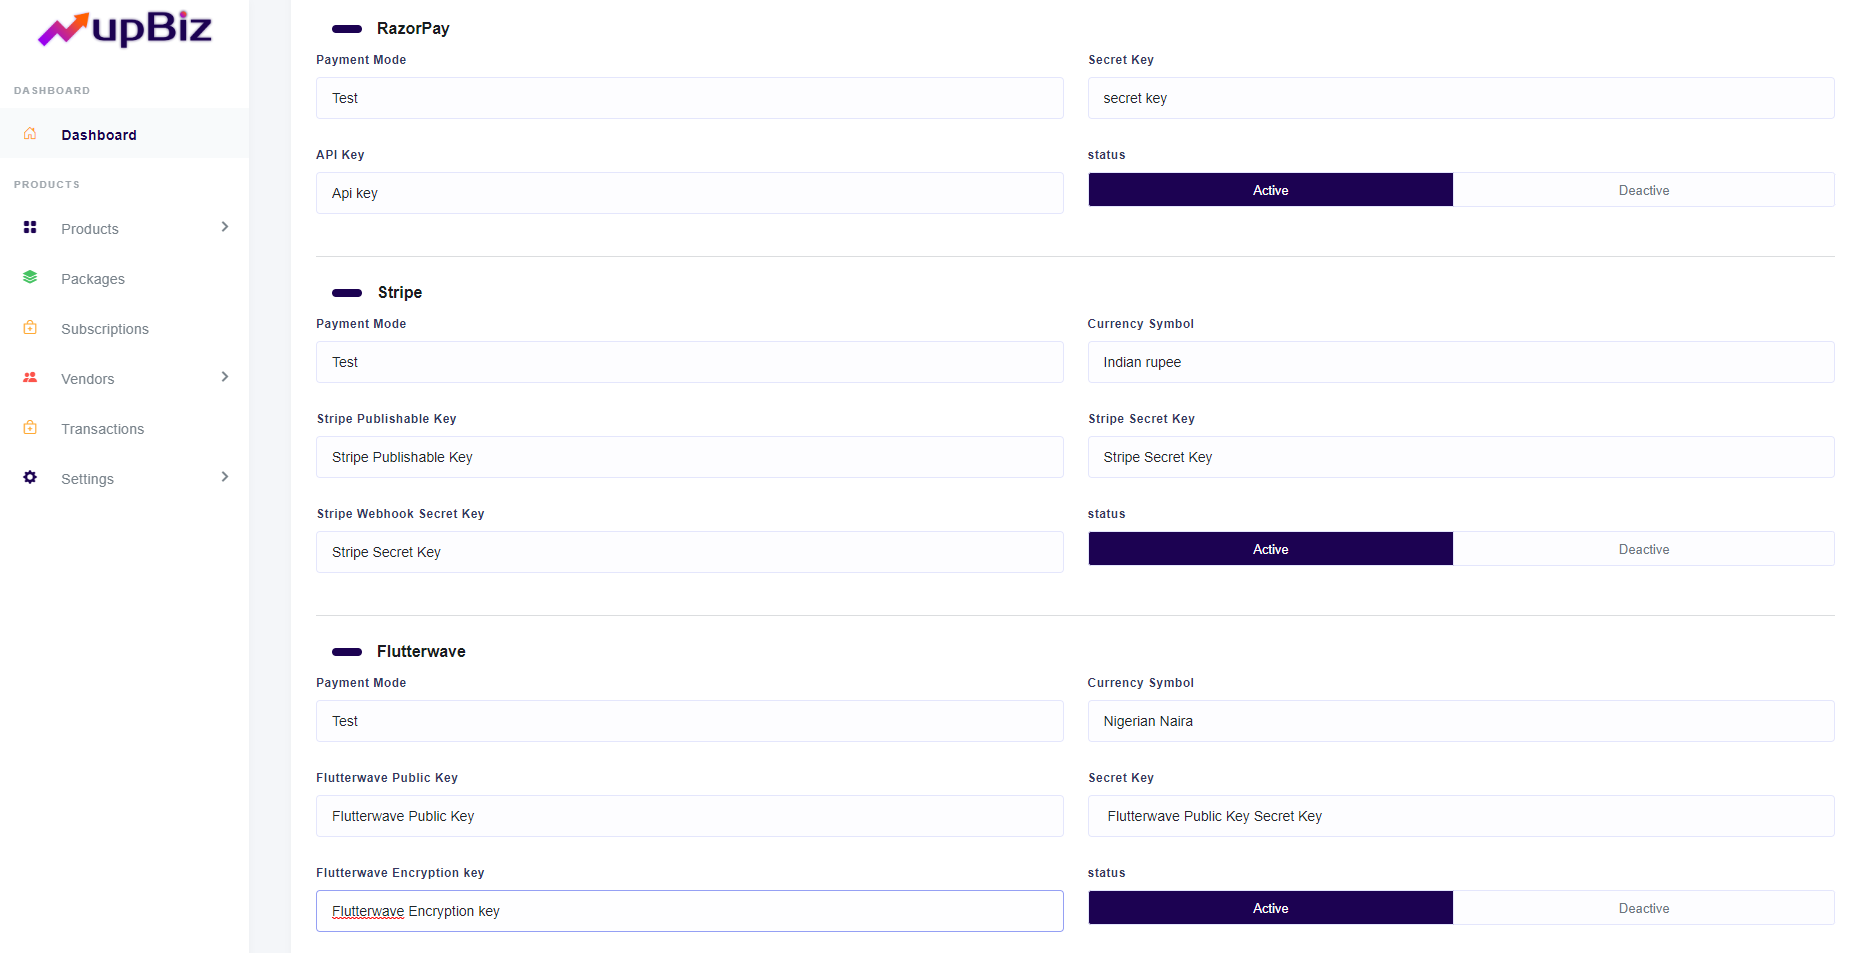 upBiz
DASHBOARD
Dashboard
PRODUCTS
Products
Packages
Subscriptions
Vendors
Transactions
Settings
RazorPay
Payment Mode
Secret Key
Test
secret key
API Key
status
Api key
Active
Deactive
Stripe
Payment Mode
Currency Symbol
Test
Indian rupee
Stripe Publishable Key
Stripe Secret Key
Stripe Publishable Key
Stripe Secret Key
Stripe Webhook Secret Key
status
Stripe Secret Key
Active
Deactive
Flutterwave
Payment Mode
Currency Symbol
Test
Nigerian Naira
Flutterwave Public Key
Secret Key
Flutterwave Public Key
Flutterwave Public Key Secret Key
Flutterwave Encryption key
status
Flutterwave Encryption key
Active
Deactive